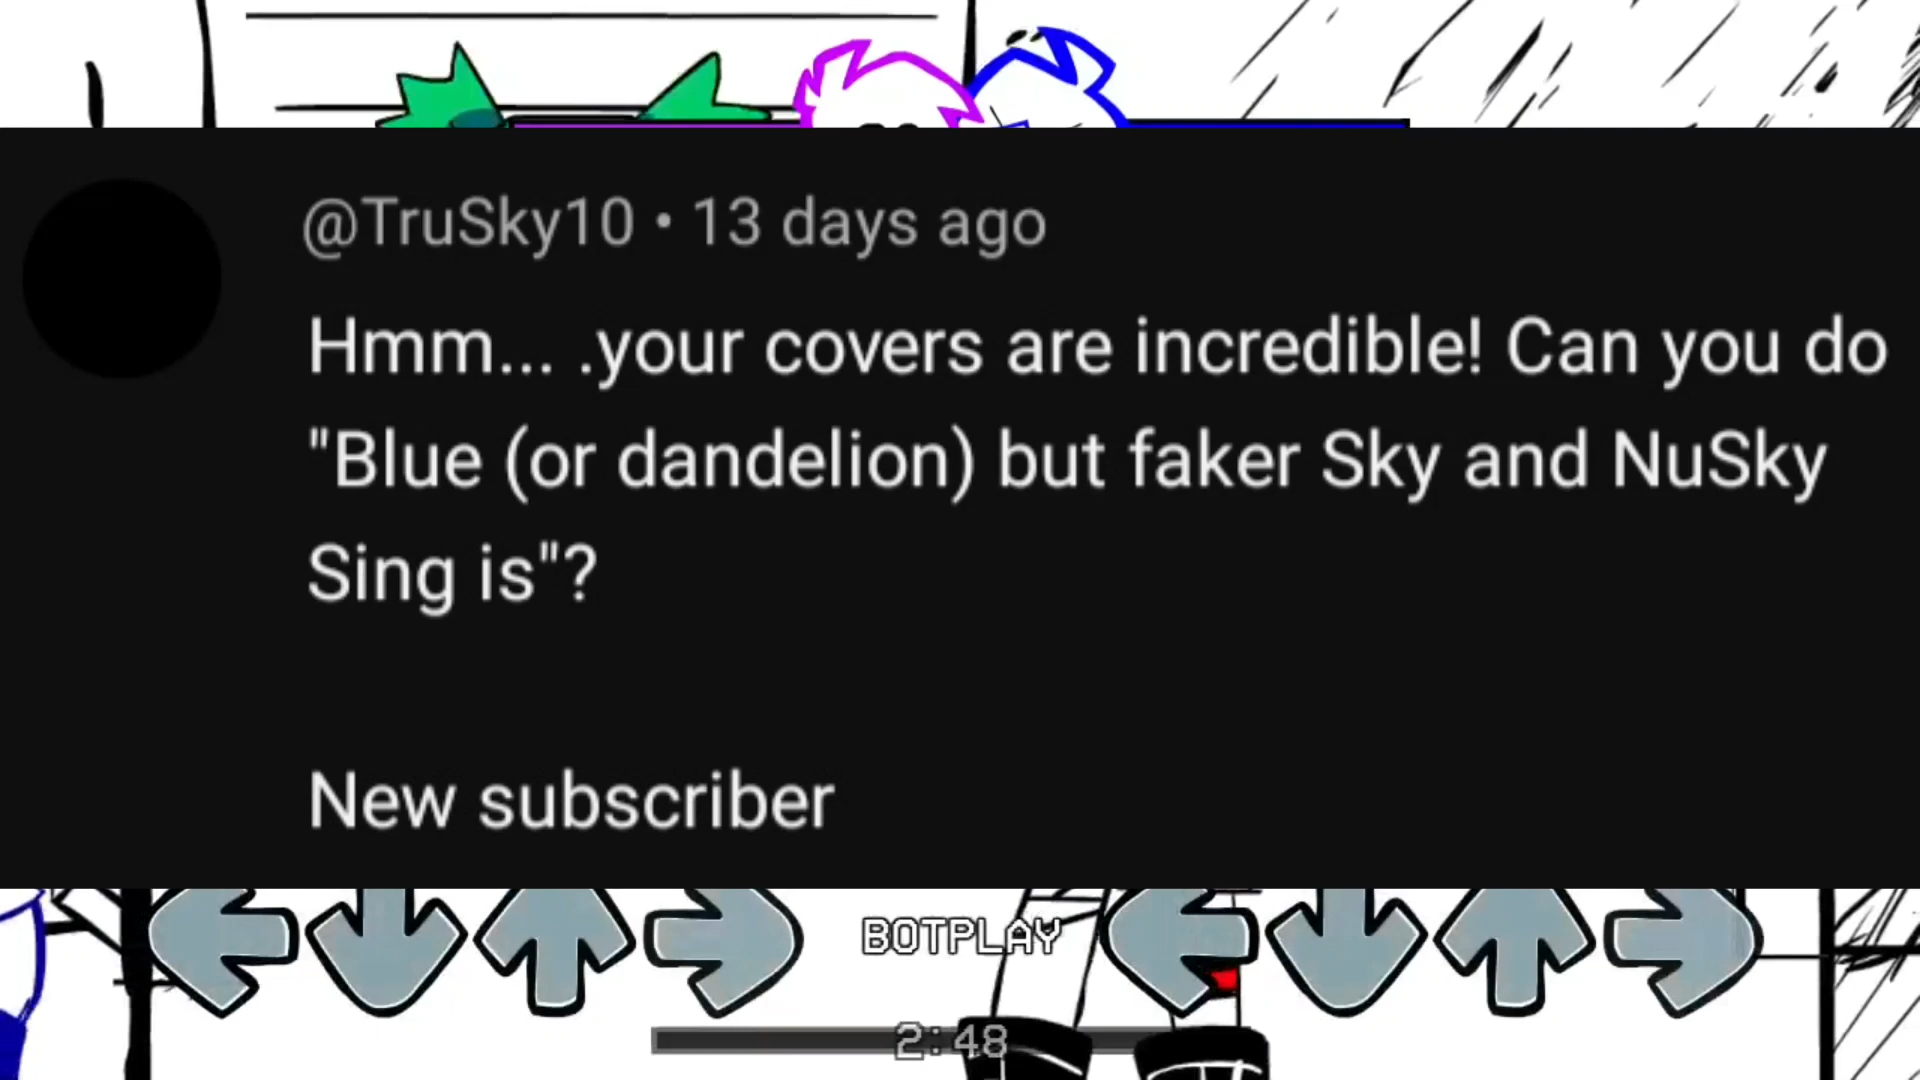 @TruSky10 • 13 days ago
Hmm... .your covers are incredible! Can you do
"Blue (or dandelion) but faker Sky and NuSky
Sing is"?
New subscriber
BOTPLAY
2:48